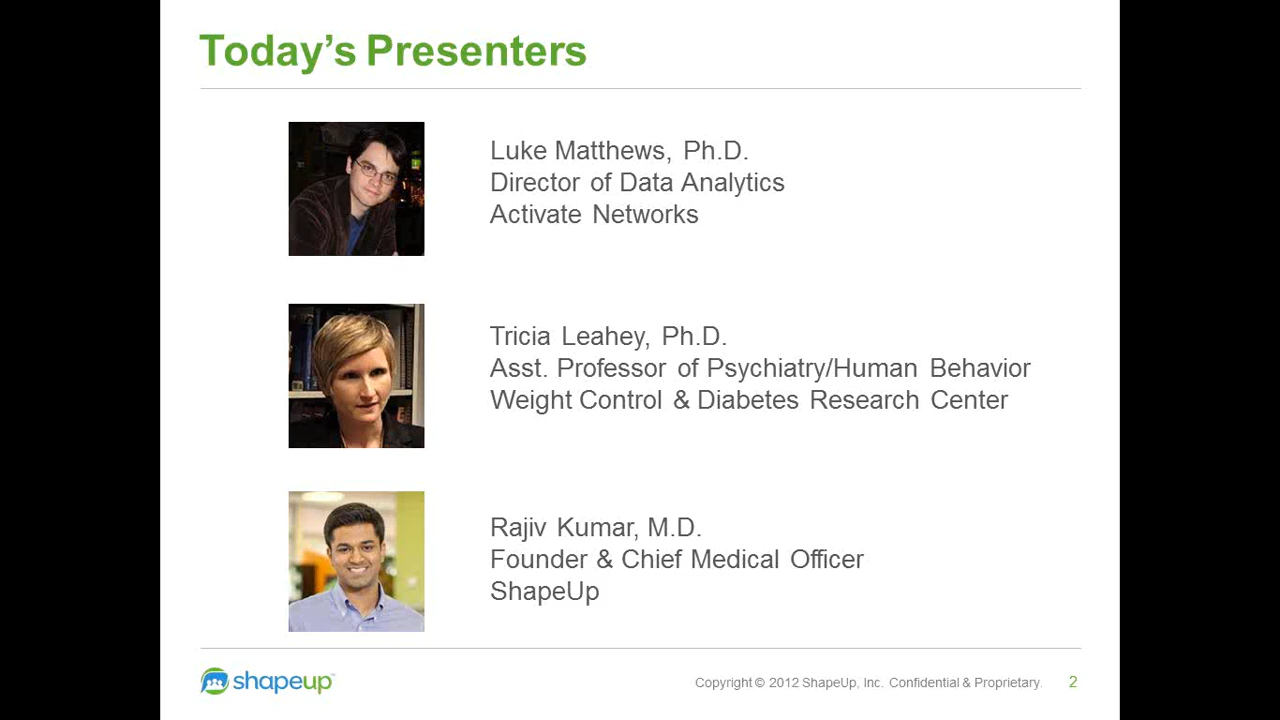 Today’s Presenters
Luke Matthews, Ph.D.
Director of Data Analytics
Activate Networks
Tricia Leahey, Ph.D.
Asst. Professor of Psychiatry/Human Behavior
Weight Control & Diabetes Research Center
Rajiv Kumar, M.D.
Founder & Chief Medical Officer
ShapeUp
shapeup™
Copyright © 2012 ShapeUp, Inc. Confidential & Proprietary.
2